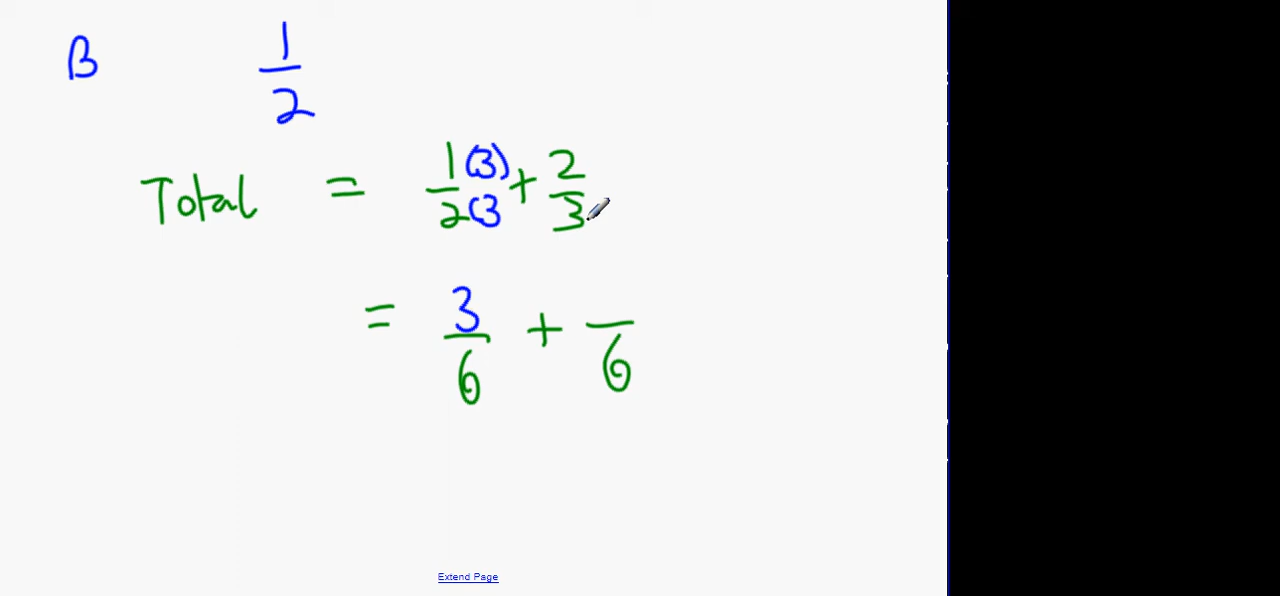 B 1/2
Total = 1(3)/2(3 + 2/3
= 3/6 + /6
Extend Page